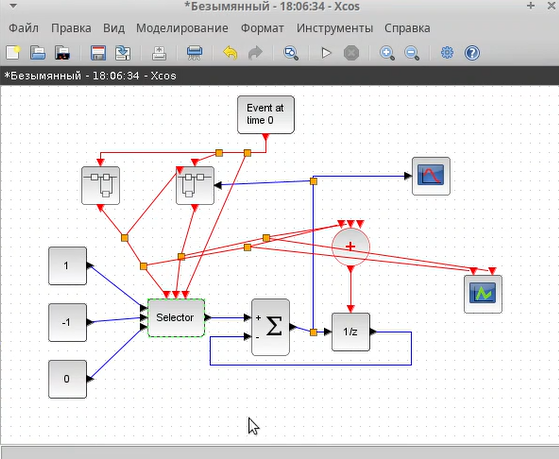 *Безымянный - 18:06:34 - Xcos
Файл Правка Вид Моделирование Формат Инструменты Справка
*Безымянный - 18:06:34 - Xcos
Event at
time 0
1
-1
0
Selector
+
-
Σ
+
1/z